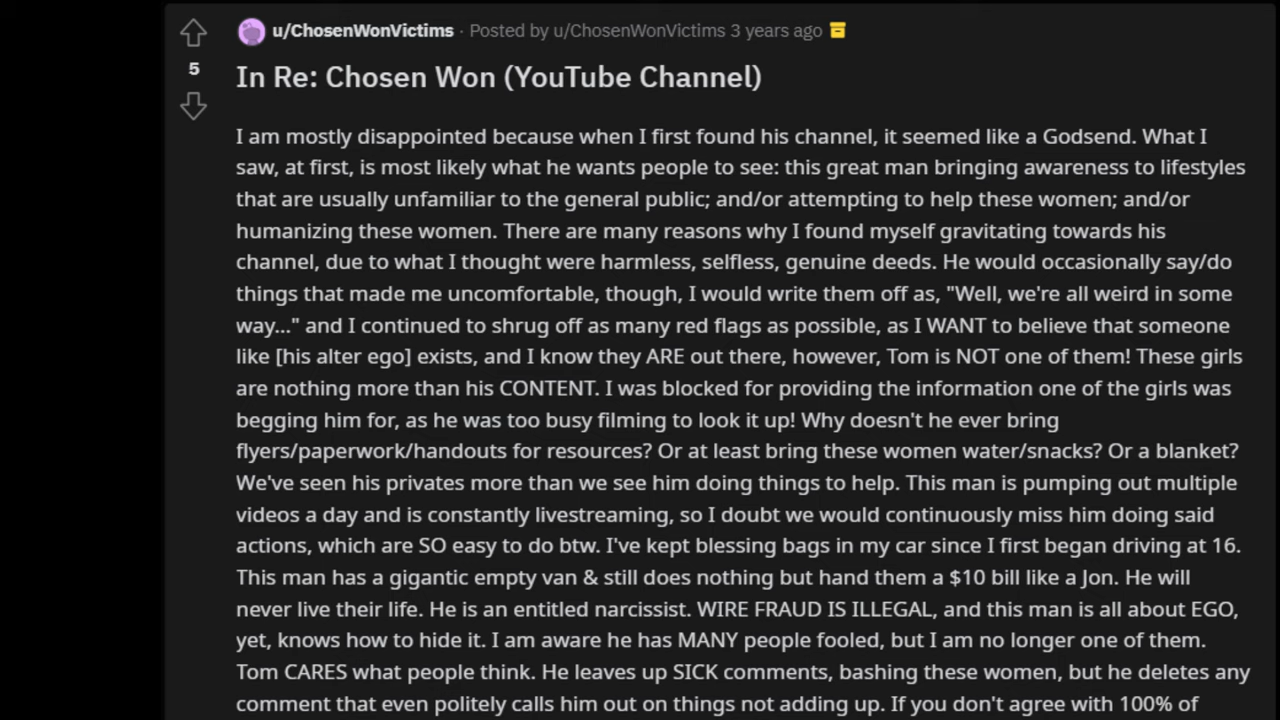 u/ChosenWonVictims · Posted by u/ChosenWonVictims 3 years ago
5
In Re: Chosen Won (YouTube Channel)
I am mostly disappointed because when I first found his channel, it seemed like a Godsend. What I
saw, at first, is most likely what he wants people to see: this great man bringing awareness to lifestyles
that are usually unfamiliar to the general public; and/or attempting to help these women; and/or
humanizing these women. There are many reasons why I found myself gravitating towards his
channel, due to what I thought were harmless, selfless, genuine deeds. He would occasionally say/do
things that made me uncomfortable, though, I would write them off as, "Well, we're all weird in some
way..." and I continued to shrug off as many red flags as possible, as I WANT to believe that someone
like [his alter ego] exists, and I know they ARE out there, however, Tom is NOT one of them! These girls
are nothing more than his CONTENT. I was blocked for providing the information one of the girls was
begging him for, as he was too busy filming to look it up! Why doesn't he ever bring
flyers/paperwork/handouts for resources? Or at least bring these women water/snacks? Or a blanket?
We've seen his privates more than we see him doing things to help. This man is pumping out multiple
videos a day and is constantly livestreaming, so I doubt we would continuously miss him doing said
actions, which are SO easy to do btw. I've kept blessing bags in my car since I first began driving at 16.
This man has a gigantic empty van & still does nothing but hand them a $10 bill like a Jon. He will
never live their life. He is an entitled narcissist. WIRE FRAUD IS ILLEGAL, and this man is all about EGO,
yet, knows how to hide it. I am aware he has MANY people fooled, but I am no longer one of them.
Tom CARES what people think. He leaves up SICK comments, bashing these women, but he deletes any
comment that even politely calls him out on things not adding up. If you don't agree with 100% of